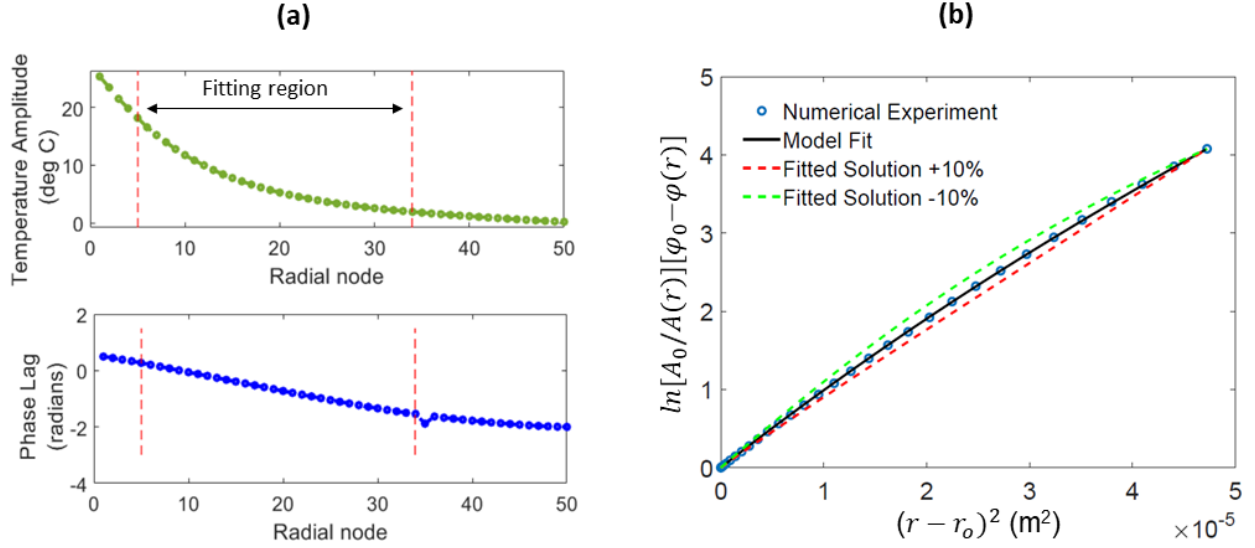 (a)
Temperature Amplitude
(deg C)
20
10
0
Fitting region
0 10 20 30 40 50
Radial node
Phase Lag
(radians)
2
0
-2
-4
0 10 20 30 40 50
Radial node
(b)
ln[A₀/A(r)][φ₀−φ(r)]
5
4
3
2
1
0
Numerical Experiment
Model Fit
Fitted Solution +10%
Fitted Solution -10%
0 1 2 3 4 5
(r − rₒ)² (m²)
×10⁻⁵